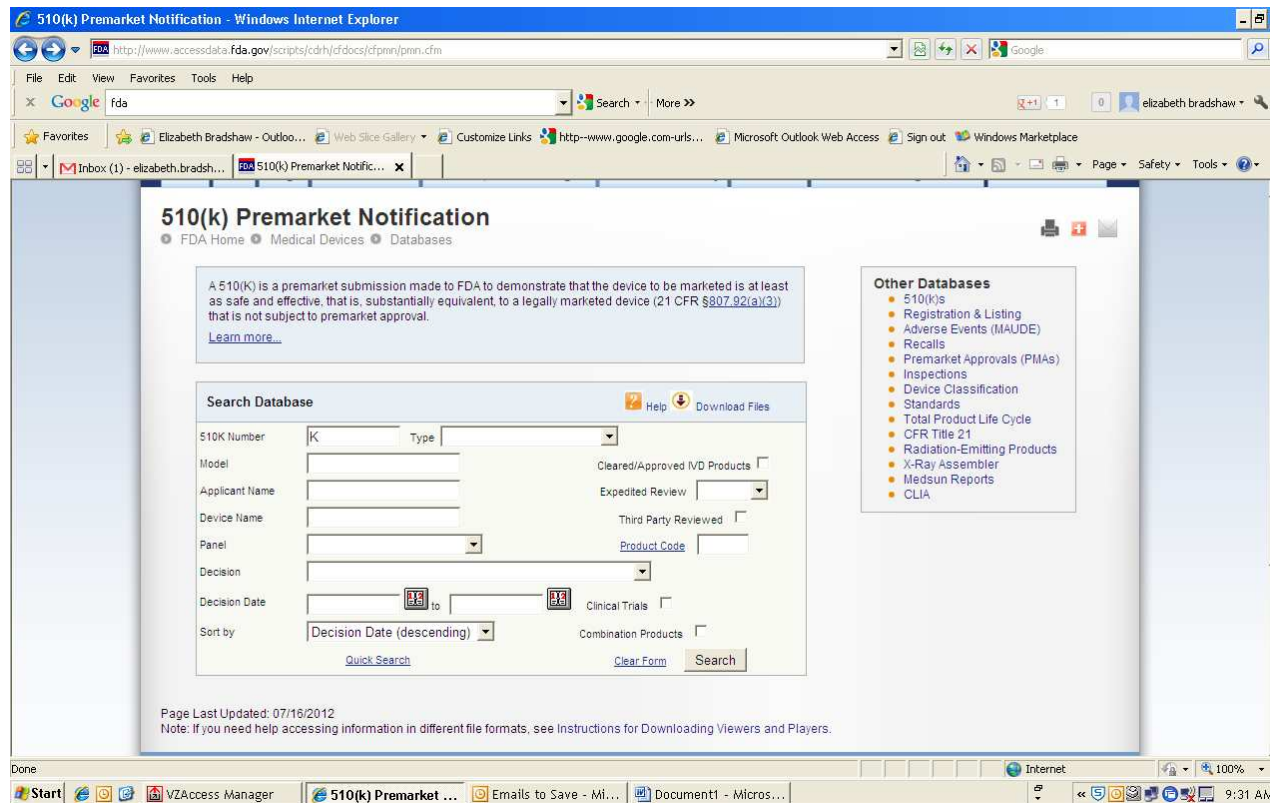 510(k) Premarket Notification - Windows Internet Explorer
FDA http://www.accessdata.fda.gov/scripts/cdrh/cfdocs/cfpmn/pmn.cfm Google
File Edit View Favorites Tools Help
x Google fda Search More >> +1 1 0 elizabeth bradshaw
Favorites Elizabeth Bradshaw - Outloo... Web Slice Gallery Customize Links http--www.google.com-urls... Microsoft Outlook Web Access Sign out Windows Marketplace
Inbox (1) - elizabeth.bradsh... FDA 510(k) Premarket Notific... x Page Safety Tools
510(k) Premarket Notification
FDA Home Medical Devices Databases
A 510(K) is a premarket submission made to FDA to demonstrate that the device to be marketed is at least
as safe and effective, that is, substantially equivalent, to a legally marketed device (21 CFR §807.92(a)(3))
that is not subject to premarket approval.
Learn more...
Search Database Help Download Files
510K Number K Type
Model Cleared/Approved IVD Products
Applicant Name Expedited Review
Device Name Third Party Reviewed
Panel Product Code
Decision
Decision Date to Clinical Trials
Sort by Decision Date (descending) Combination Products
Quick Search Clear Form Search
Other Databases
510(k)s
Registration & Listing
Adverse Events (MAUDE)
Recalls
Premarket Approvals (PMAs)
Inspections
Device Classification
Standards
Total Product Life Cycle
CFR Title 21
Radiation-Emitting Products
X-Ray Assembler
Medsun Reports
CLIA
Page Last Updated: 07/16/2012
Note: If you need help accessing information in different file formats, see Instructions for Downloading Viewers and Players.
Done Internet 100%
Start VZAccess Manager 510(k) Premarket ... Emails to Save - Mi... Document1 - Micros... 9:31 AM